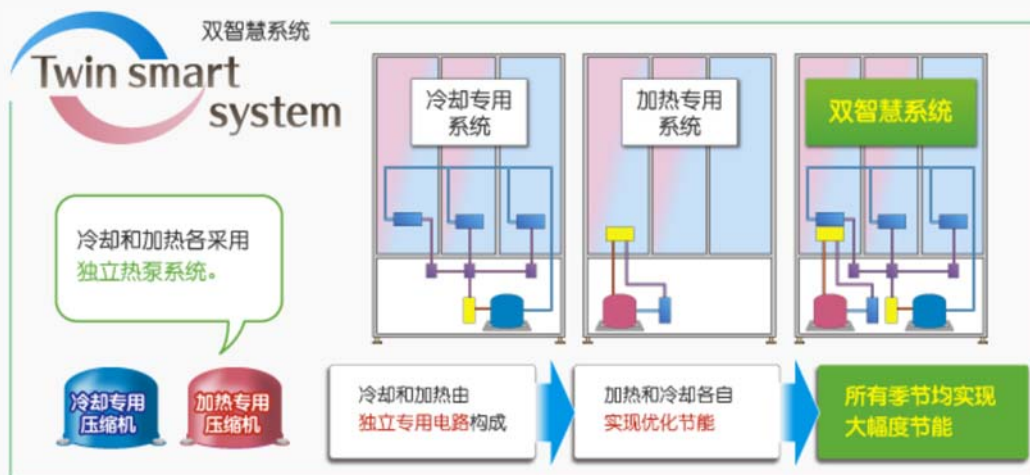 双智慧系统
Twin smart
system
冷却专用
系统
加热专用
系统
双智慧系统
冷却和加热各采用
独立热泵系统。
冷却专用
压缩机
加热专用
压缩机
冷却和加热由
独立专用电路构成
加热和冷却各自
实现优化节能
所有季节均实现
大幅度节能